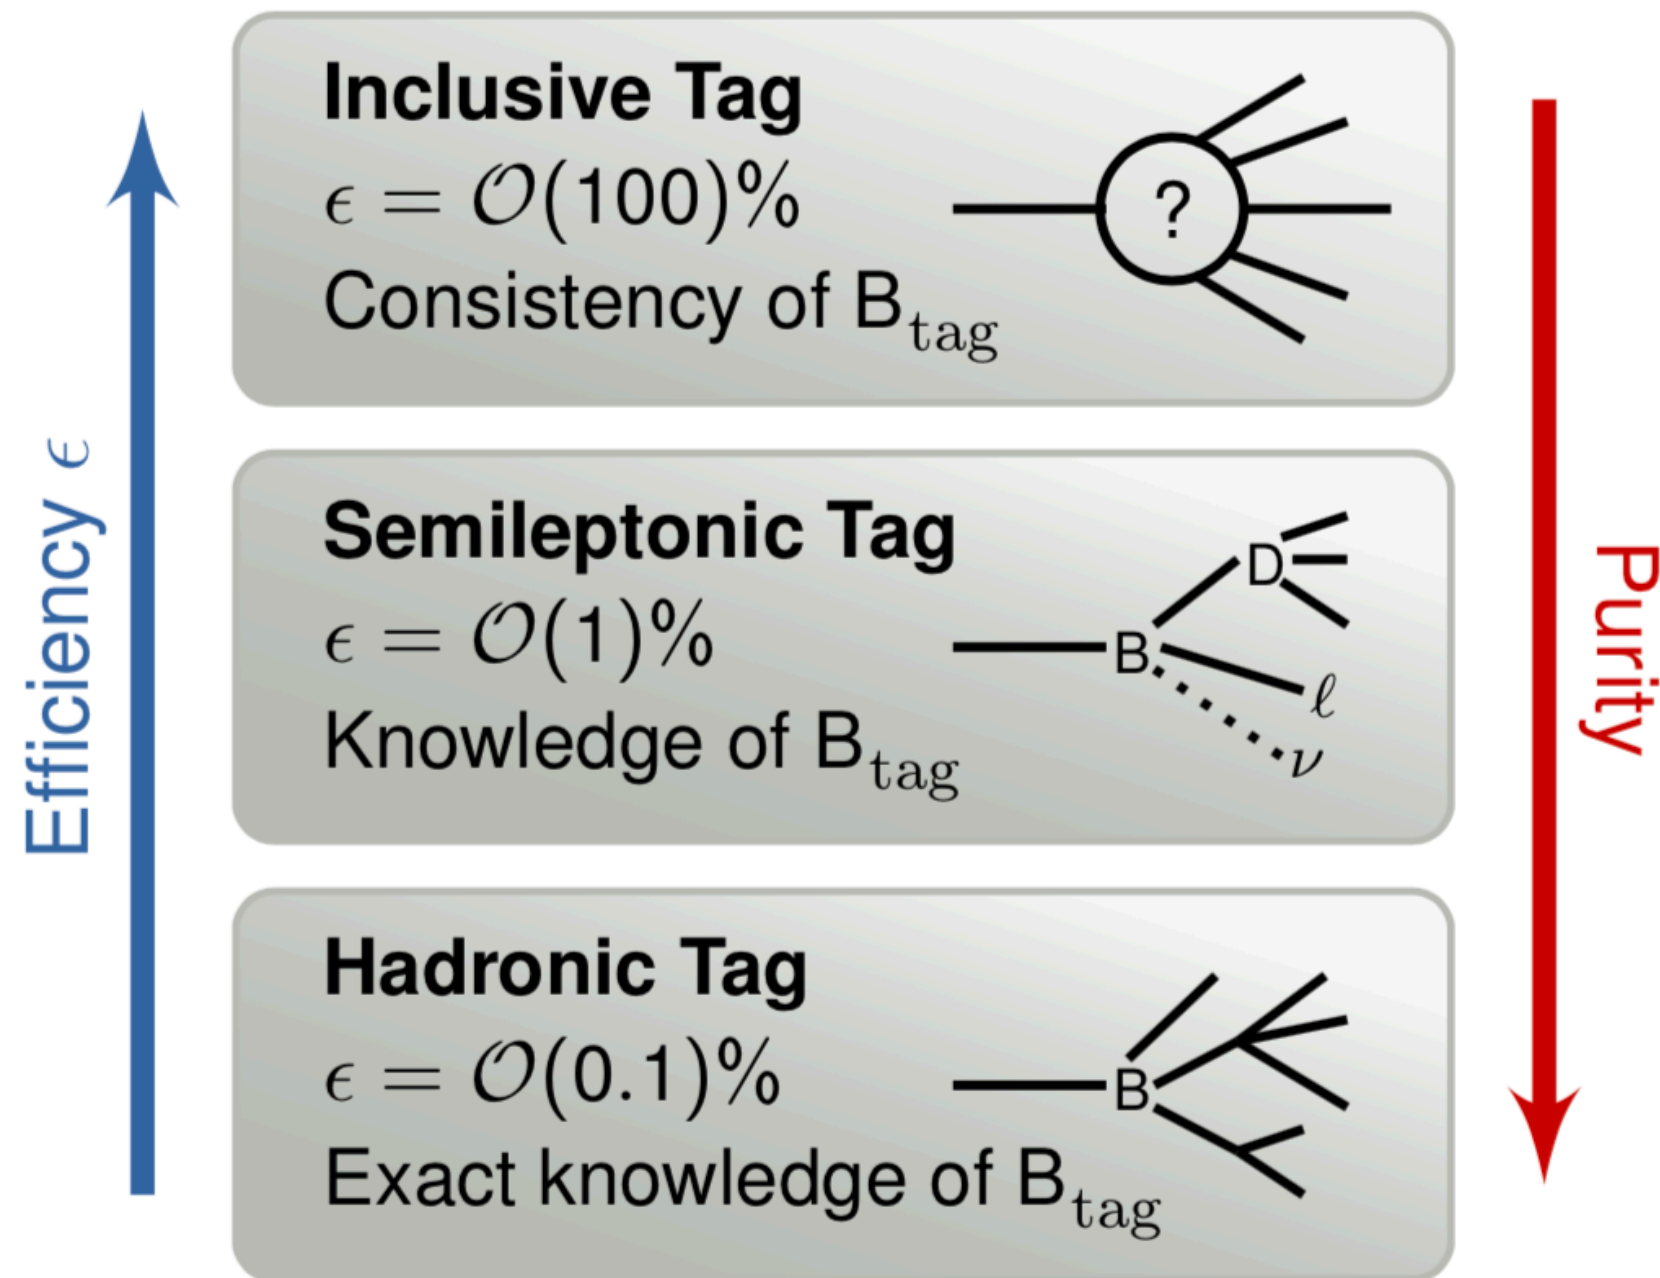 Inclusive Tag
ϵ = 𝒪(100)%
Consistency of B_tag
?
Semileptonic Tag
ϵ = 𝒪(1)%
Knowledge of B_tag
D
B
ℓ
ν
Hadronic Tag
ϵ = 𝒪(0.1)%
Exact knowledge of B_tag
B
Efficiency ϵ
Purity